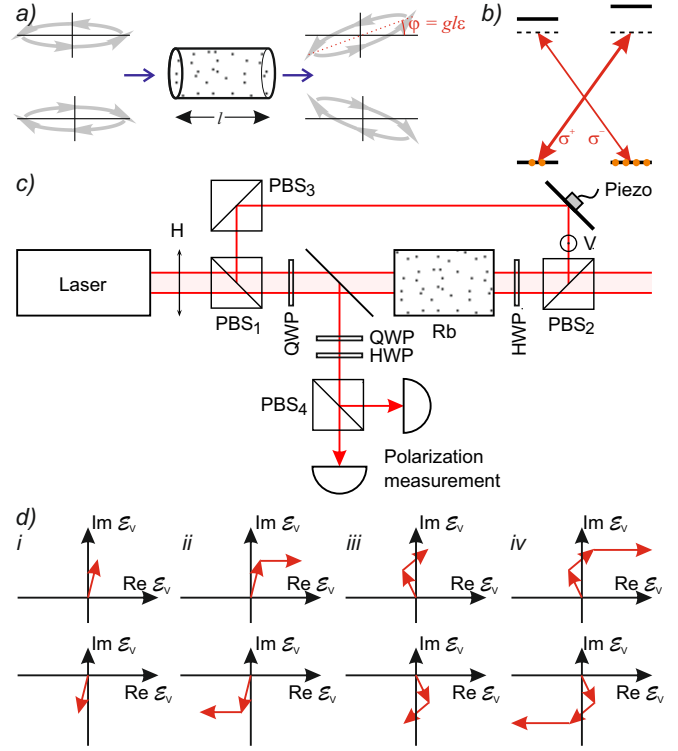 a)
φ = glε
l
b)
σ⁺ σ⁻
c)
PBS₃
Piezo
H
V
Laser
PBS₁
QWP
Rb
HWP
PBS₂
QWP
HWP
PBS₄
Polarization
measurement
d)
i
Im ℰᵥ
Re ℰᵥ
ii
Im ℰᵥ
Re ℰᵥ
iii
Im ℰᵥ
Re ℰᵥ
iv
Im ℰᵥ
Re ℰᵥ
Im ℰᵥ
Re ℰᵥ
Im ℰᵥ
Re ℰᵥ
Im ℰᵥ
Re ℰᵥ
Im ℰᵥ
Re ℰᵥ